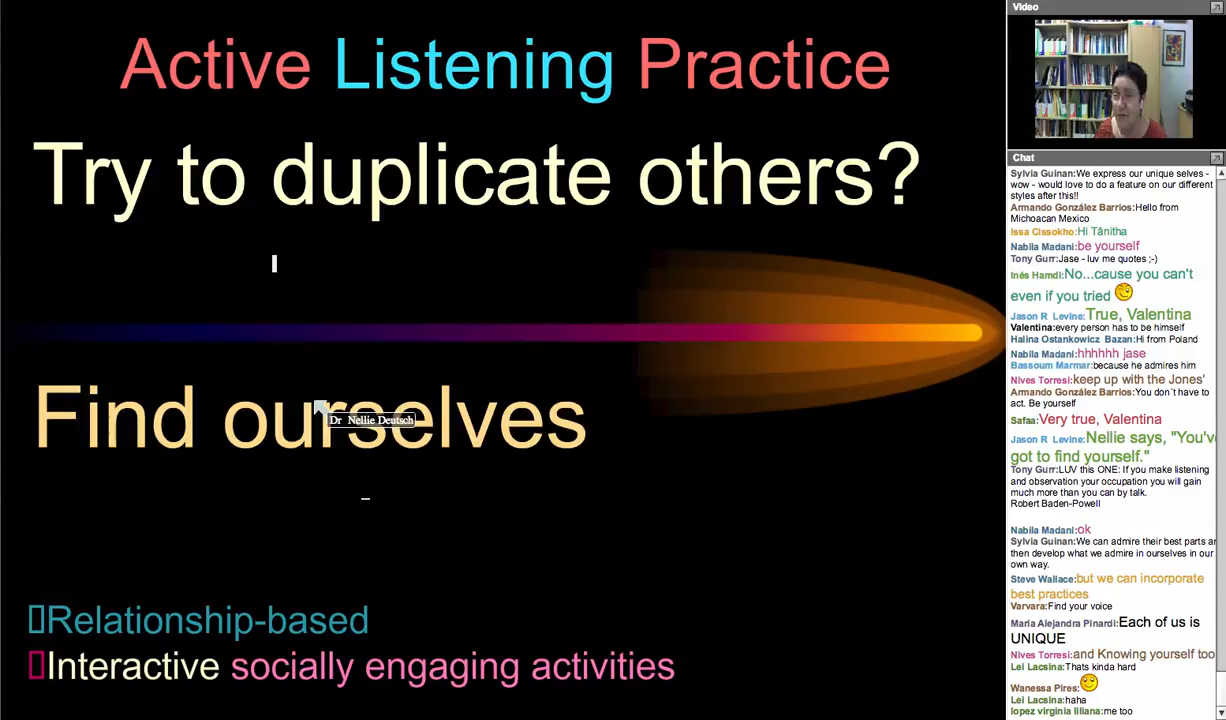 Active Listening Practice
Try to duplicate others?
Find ourselves
Dr Nellie Deutsch
Relationship-based
Interactive socially engaging activities
Video
Chat
Sylvia Guinan:We express our unique selves -
wow - would love to do a feature on our different
styles after this!!
Armando González Barrios:Hello from
Michoacan Mexico
Issa Cissokho:Hi Tânitha
Nabila Madani:be yourself
Tony Gurr:Jase - luv me quotes ;-)
Inés Hamdi:No...cause you can't
even if you tried
Jason R Levine:True, Valentina
Valentina:every person has to be himself
Halina Ostankowicz Bazan:Hi from Poland
Nabila Madani:hhhhhh jase
Bassoum Marmar:because he admires him
Nives Torresi:keep up with the Jones'
Armando González Barrios:You don´t have to
act. Be yourself
Safaa:Very true, Valentina
Jason R Levine:Nellie says, "You'v
got to find yourself."
Tony Gurr:LUV this ONE: If you make listening
and observation your occupation you will gain
much more than you can by talk.
Robert Baden-Powell
Nabila Madani:ok
Sylvia Guinan:We can admire their best parts an
then develop what we admire in ourselves in our
own way.
Steve Wallace:but we can incorporate
best practices
Varvara:Find your voice
Maria Alejandra Pinardi:Each of us is
UNIQUE
Nives Torresi:and Knowing yourself too
Lei Lacsina:Thats kinda hard
Wanessa Pires:
Lei Lacsina:haha
lopez virginia liliana:me too